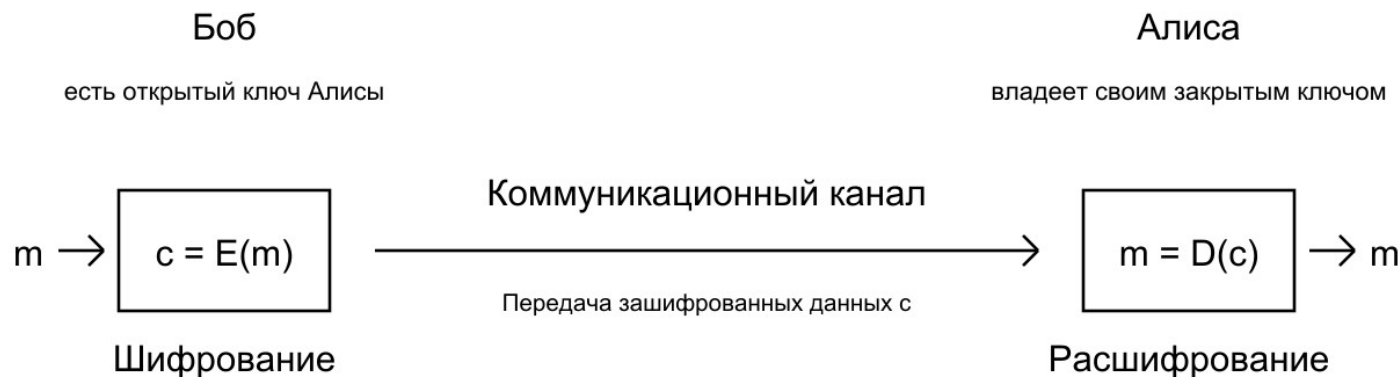 Боб
Алиса
есть открытый ключ Алисы
владеет своим закрытым ключом
Коммуникационный канал
m
c = E(m)
m = D(c)
m
Передача зашифрованных данных c
Шифрование
Расшифрование